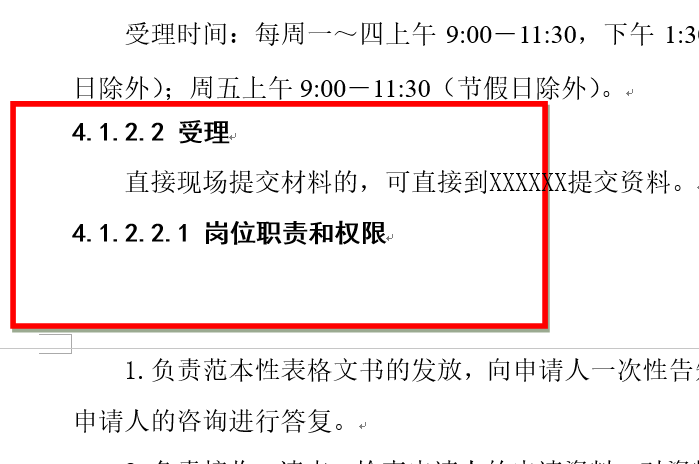 受理时间：每周一～四上午 9:00－11:30，下午 1:30
日除外）；周五上午 9:00－11:30（节假日除外）。
4.1.2.2 受理
直接现场提交材料的，可直接到XXXXXX提交资料。
4.1.2.2.1 岗位职责和权限
1. 负责范本性表格文书的发放，向申请人一次性告知
申请人的咨询进行答复。